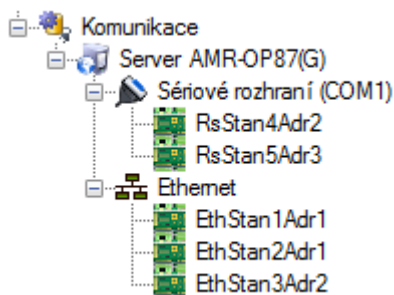 Komunikace
Server AMR-OP87(G)
Sériové rozhraní (COM1)
RsStan4Adr2
RsStan5Adr3
Ethernet
EthStan1Adr1
EthStan2Adr1
EthStan3Adr2